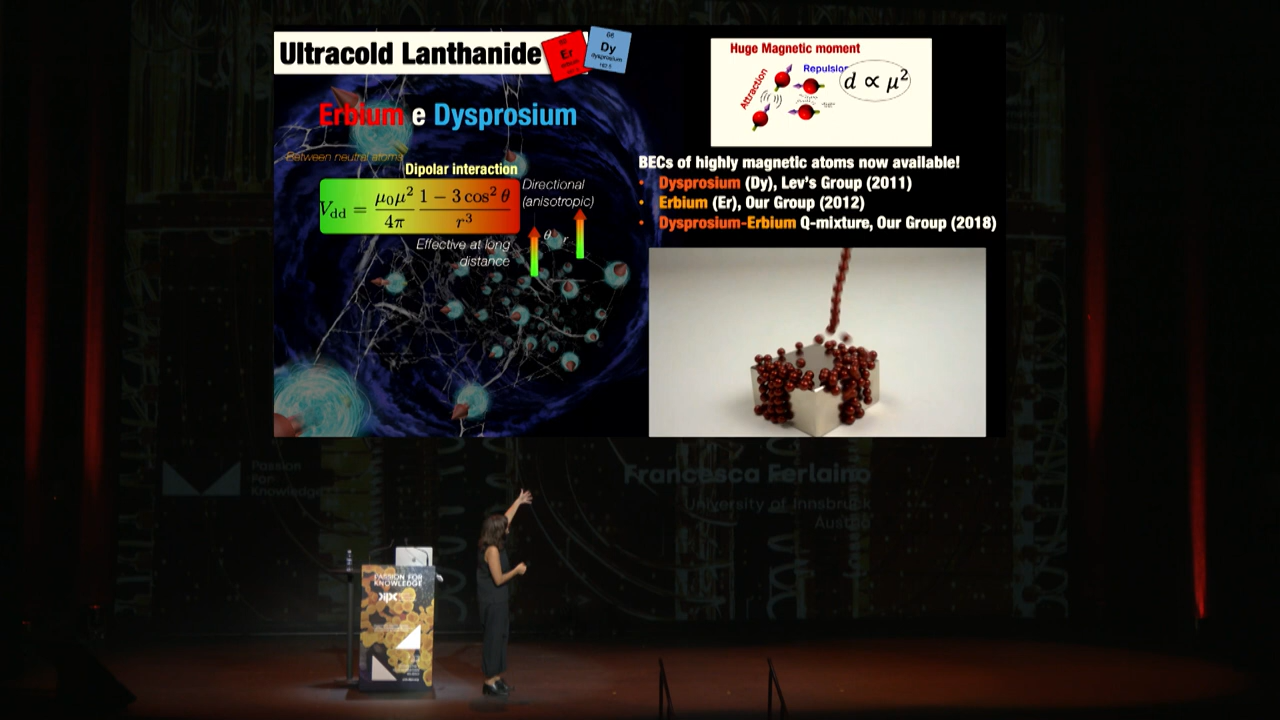 Ultracold Lanthanide
Er
66
Dy
dysprosium
Erbium e Dysprosium
Between neutral atoms
Dipolar interaction
V_dd = μ₀μ²/4π (1 − 3 cos² θ)/r³
Directional
(anisotropic)
θ r
Effective at long
distance
Huge Magnetic moment
Attraction
Repulsion
d ∝ μ²
BECs of highly magnetic atoms now available!
• Dysprosium (Dy), Lev's Group (2011)
• Erbium (Er), Our Group (2012)
• Dysprosium-Erbium Q-mixture, Our Group (2018)
Passion
For
Knowledge
Francesca Ferlaino
University of Innsbruck
Austria
PASSION FOR
KNOWLEDGE